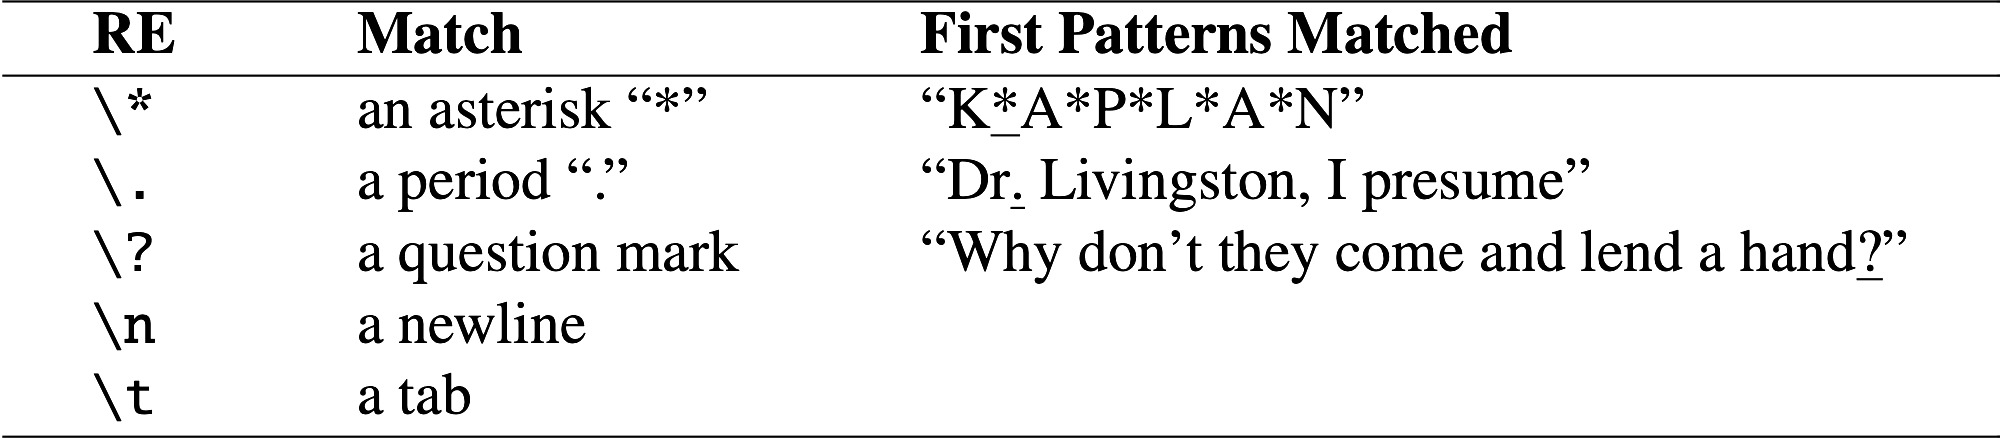 RE Match First Patterns Matched
\* an asterisk “*” “K*A*P*L*A*N”
\. a period “.” “Dr. Livingston, I presume”
\? a question mark “Why don’t they come and lend a hand?”
\n a newline
\t a tab